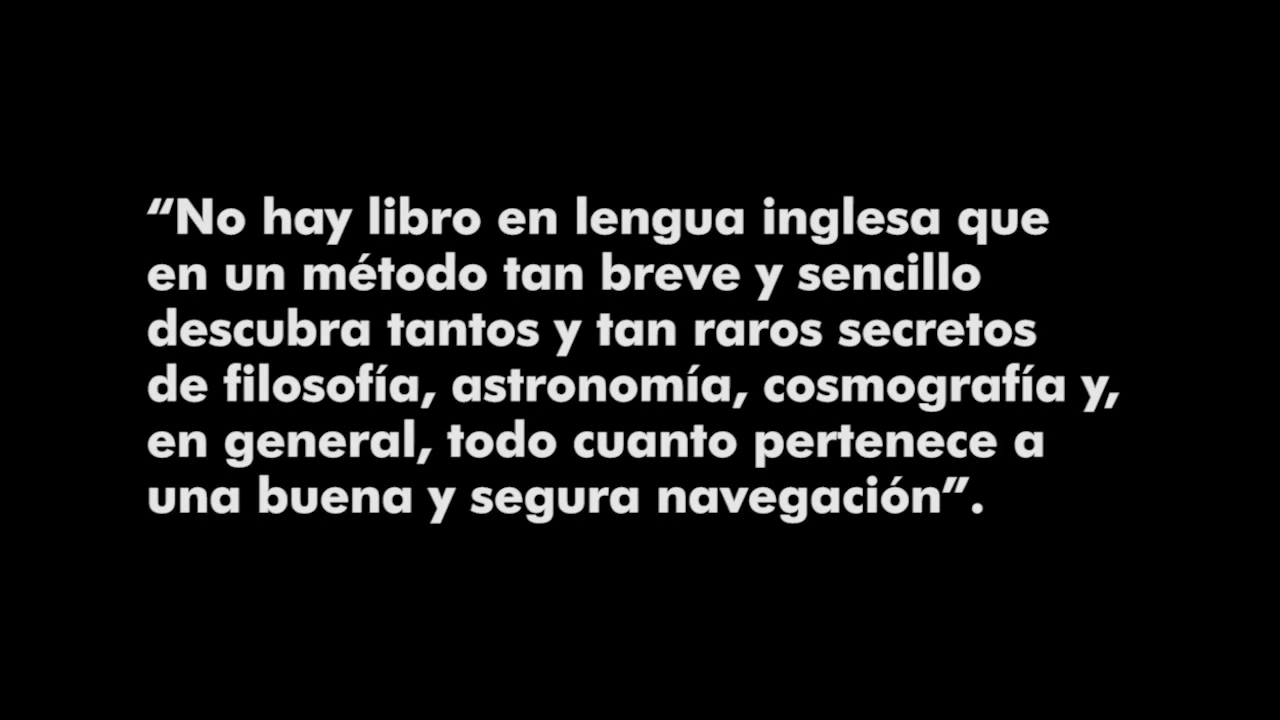 “No hay libro en lengua inglesa que
en un método tan breve y sencillo
descubra tantos y tan raros secretos
de filosofía, astronomía, cosmografía y,
en general, todo cuanto pertenece a
una buena y segura navegación”.